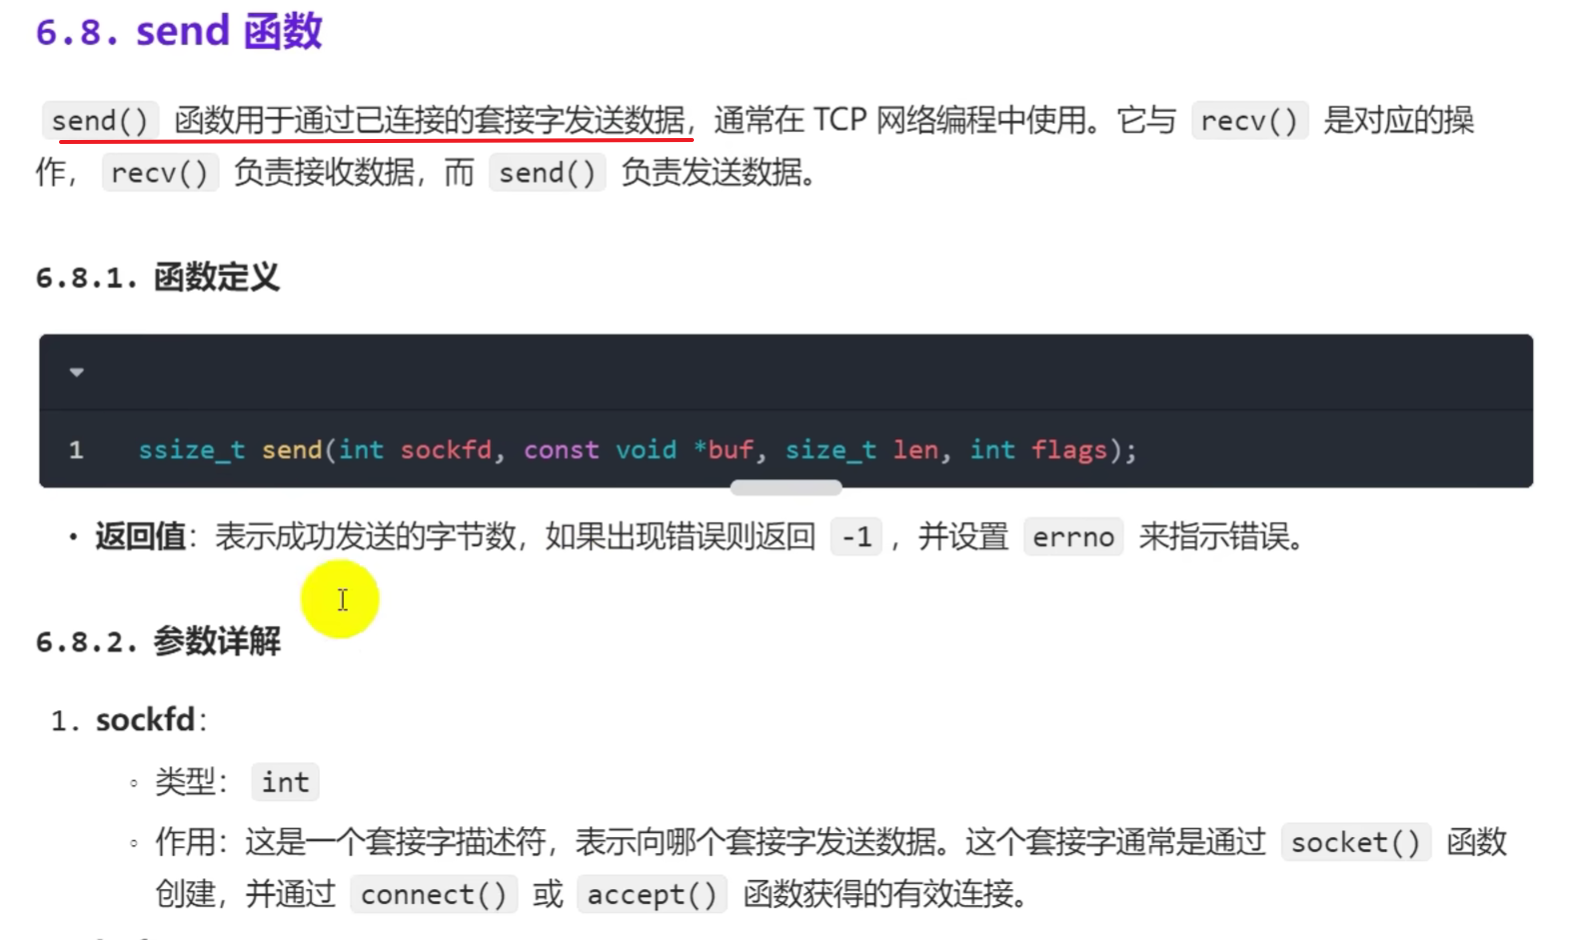 6.8. send 函数
send() 函数用于通过已连接的套接字发送数据，通常在 TCP 网络编程中使用。它与 recv() 是对应的操
作， recv() 负责接收数据，而 send() 负责发送数据。
6.8.1. 函数定义
1 ssize_t send(int sockfd, const void *buf, size_t len, int flags);
• 返回值：表示成功发送的字节数，如果出现错误则返回 -1 ，并设置 errno 来指示错误。
6.8.2. 参数详解
1. sockfd：
◦ 类型： int
◦ 作用：这是一个套接字描述符，表示向哪个套接字发送数据。这个套接字通常是通过 socket() 函数
创建，并通过 connect() 或 accept() 函数获得的有效连接。